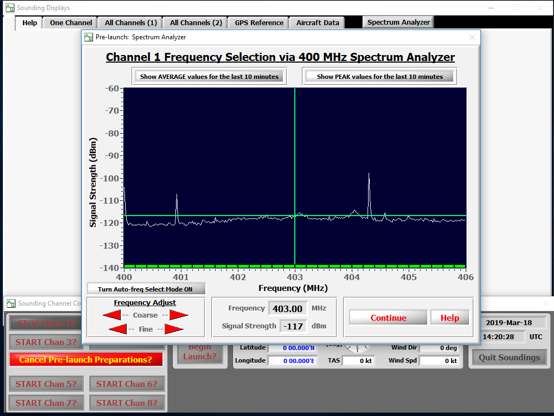 Sounding Displays
Help
One Channel
All Channels (1)
All Channels (2)
GPS Reference
Aircraft Data
Spectrum Analyzer
Pre-launch: Spectrum Analyzer
Channel 1 Frequency Selection via 400 MHz Spectrum Analyzer
Show AVERAGE values for the last 10 minutes
Show PEAK values for the last 10 minutes
Signal Strength (dBm)
-60
-70
-80
-90
-100
-110
-120
-130
-140
400
401
402
403
404
405
406
Frequency (MHz)
Turn Auto-freq Select Mode ON
Frequency Adjust
-- Coarse --
-- Fine --
Frequency 403.00 MHz
Signal Strength -117 dBm
Continue
Help
Sounding Channel Co
START Chan 3?
Cancel Pre-launch Preparations?
START Chan 5?
START Chan 6?
START Chan 7?
START Chan 8?
Begin
Launch?
Latitude 0 00.000'N
Longitude 0 00.000'E
TAS 0 kt
Wind Dir 0 deg
Wind Spd 0 kt
2019-Mar-18
14:20:28 UTC
Quit Soundings